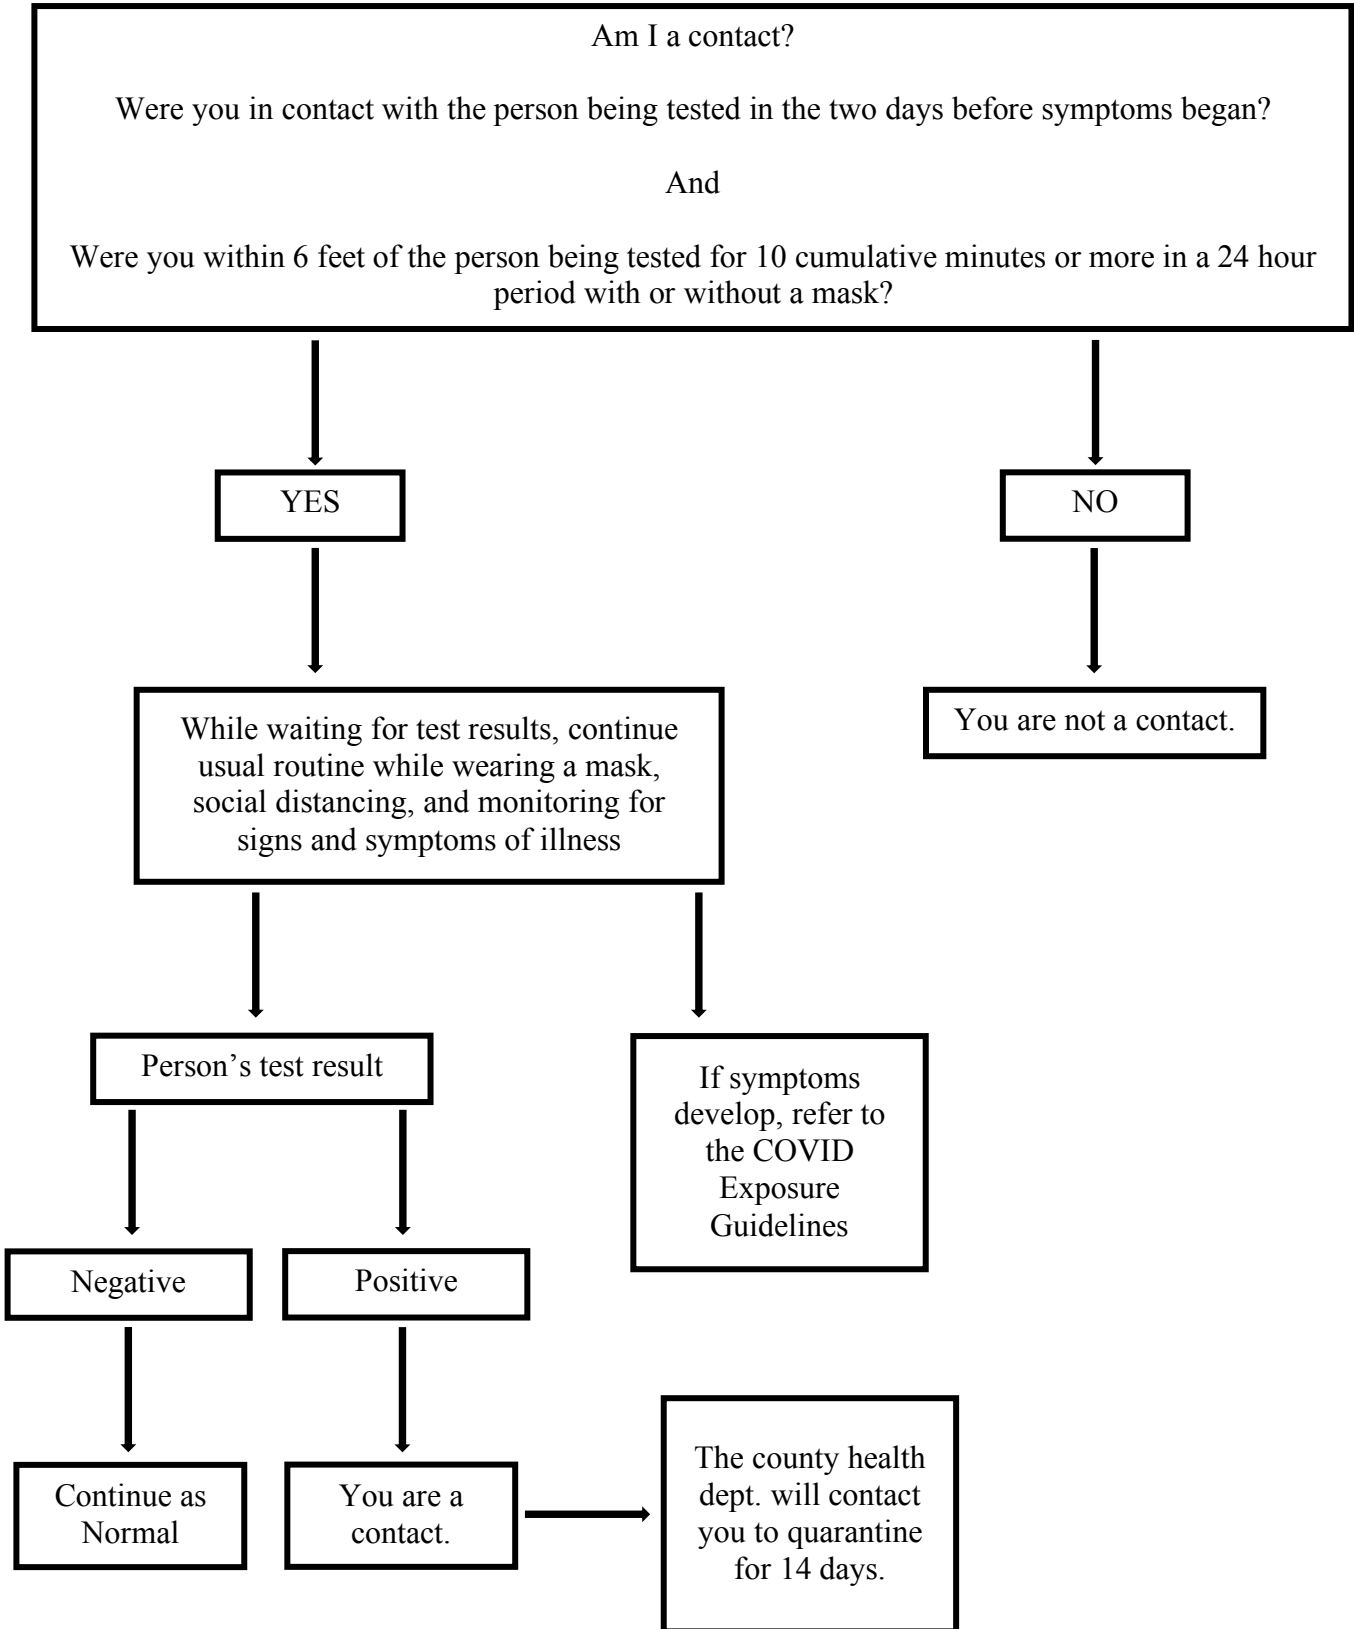 Am I a contact?
Were you in contact with the person being tested in the two days before symptoms began?
And
Were you within 6 feet of the person being tested for 10 cumulative minutes or more in a 24 hour
period with or without a mask?
YES
NO
While waiting for test results, continue
usual routine while wearing a mask,
social distancing, and monitoring for
signs and symptoms of illness
You are not a contact.
Person’s test result
If symptoms
develop, refer to
the COVID
Exposure
Guidelines
Negative
Positive
Continue as
Normal
You are a
contact.
The county health
dept. will contact
you to quarantine
for 14 days.